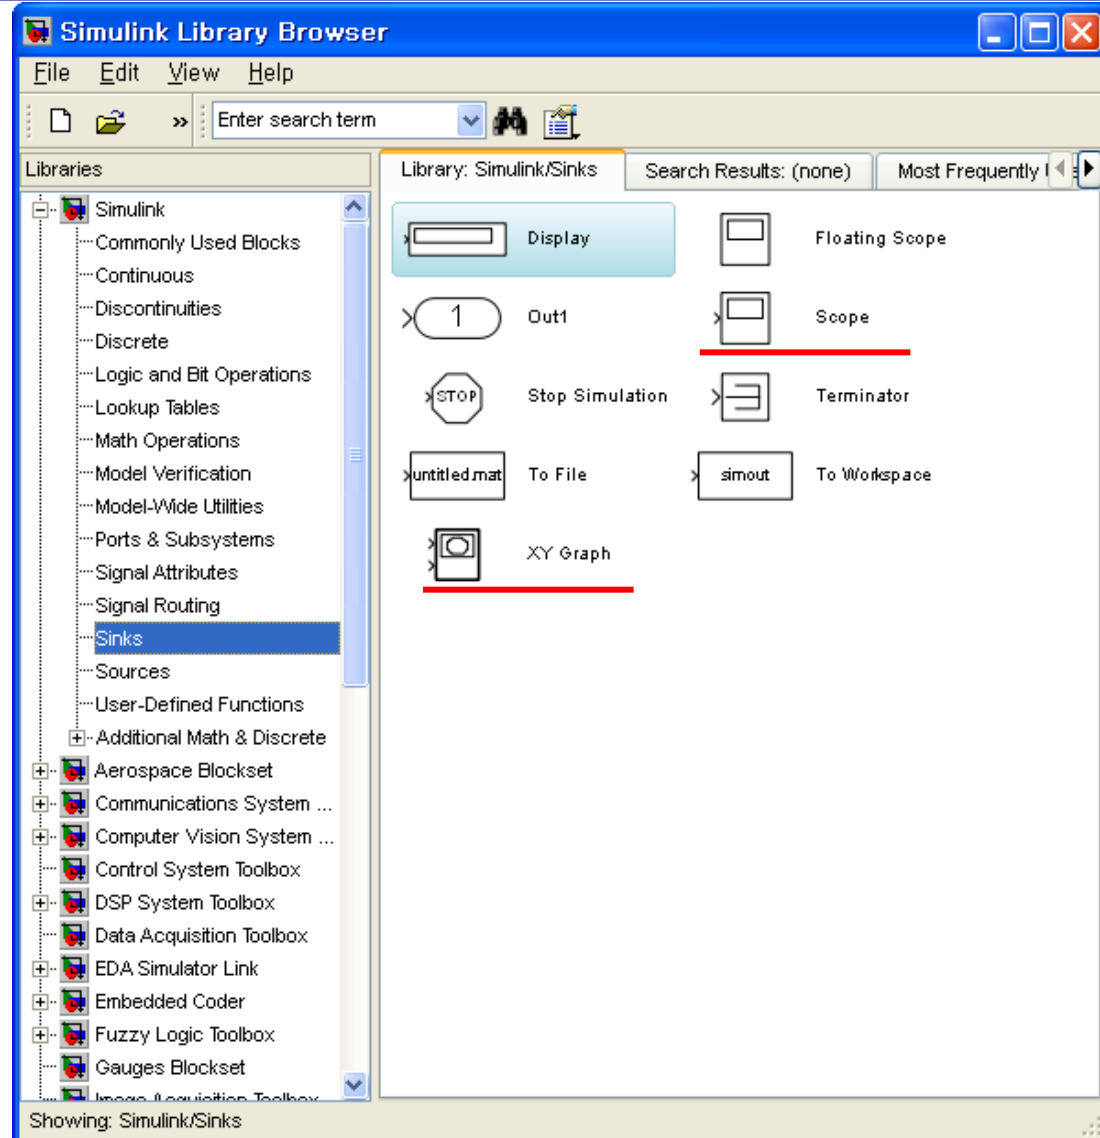 Simulink Library Browser
File Edit View Help
» Enter search term
Libraries
Library: Simulink/Sinks Search Results: (none) Most Frequently
Simulink
Commonly Used Blocks
Continuous
Discontinuities
Discrete
Logic and Bit Operations
Lookup Tables
Math Operations
Model Verification
Model-Wide Utilities
Ports & Subsystems
Signal Attributes
Signal Routing
Sinks
Sources
User-Defined Functions
Additional Math & Discrete
Aerospace Blockset
Communications System ...
Computer Vision System ...
Control System Toolbox
DSP System Toolbox
Data Acquisition Toolbox
EDA Simulator Link
Embedded Coder
Fuzzy Logic Toolbox
Gauges Blockset
Image Acquisition Toolbox
Display
Floating Scope
1 Out1
Scope
STOP Stop Simulation
Terminator
untitled.mat To File
simout To Workspace
XY Graph
Showing: Simulink/Sinks